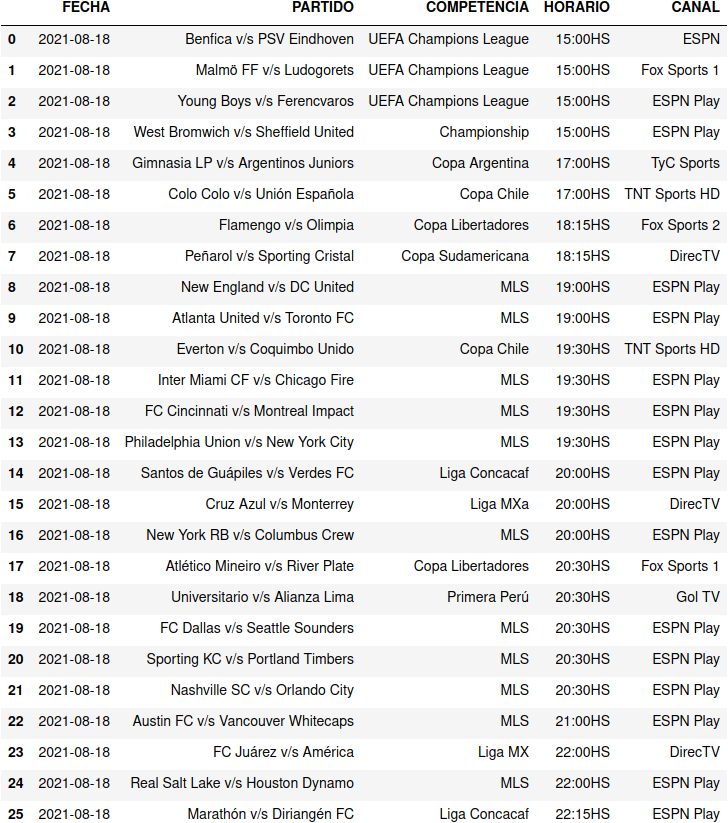 FECHA PARTIDO COMPETENCIA HORARIO CANAL
0 2021-08-18 Benfica v/s PSV Eindhoven UEFA Champions League 15:00HS ESPN
1 2021-08-18 Malmö FF v/s Ludogorets UEFA Champions League 15:00HS Fox Sports 1
2 2021-08-18 Young Boys v/s Ferencvaros UEFA Champions League 15:00HS ESPN Play
3 2021-08-18 West Bromwich v/s Sheffield United Championship 15:00HS ESPN Play
4 2021-08-18 Gimnasia LP v/s Argentinos Juniors Copa Argentina 17:00HS TyC Sports
5 2021-08-18 Colo Colo v/s Unión Española Copa Chile 17:00HS TNT Sports HD
6 2021-08-18 Flamengo v/s Olimpia Copa Libertadores 18:15HS Fox Sports 2
7 2021-08-18 Peñarol v/s Sporting Cristal Copa Sudamericana 18:15HS DirecTV
8 2021-08-18 New England v/s DC United MLS 19:00HS ESPN Play
9 2021-08-18 Atlanta United v/s Toronto FC MLS 19:00HS ESPN Play
10 2021-08-18 Everton v/s Coquimbo Unido Copa Chile 19:30HS TNT Sports HD
11 2021-08-18 Inter Miami CF v/s Chicago Fire MLS 19:30HS ESPN Play
12 2021-08-18 FC Cincinnati v/s Montreal Impact MLS 19:30HS ESPN Play
13 2021-08-18 Philadelphia Union v/s New York City MLS 19:30HS ESPN Play
14 2021-08-18 Santos de Guápiles v/s Verdes FC Liga Concacaf 20:00HS ESPN Play
15 2021-08-18 Cruz Azul v/s Monterrey Liga MXa 20:00HS DirecTV
16 2021-08-18 New York RB v/s Columbus Crew MLS 20:00HS ESPN Play
17 2021-08-18 Atlético Mineiro v/s River Plate Copa Libertadores 20:30HS Fox Sports 1
18 2021-08-18 Universitario v/s Alianza Lima Primera Perú 20:30HS Gol TV
19 2021-08-18 FC Dallas v/s Seattle Sounders MLS 20:30HS ESPN Play
20 2021-08-18 Sporting KC v/s Portland Timbers MLS 20:30HS ESPN Play
21 2021-08-18 Nashville SC v/s Orlando City MLS 20:30HS ESPN Play
22 2021-08-18 Austin FC v/s Vancouver Whitecaps MLS 21:00HS ESPN Play
23 2021-08-18 FC Juárez v/s América Liga MX 22:00HS DirecTV
24 2021-08-18 Real Salt Lake v/s Houston Dynamo MLS 22:00HS ESPN Play
25 2021-08-18 Marathón v/s Diriangén FC Liga Concacaf 22:15HS ESPN Play